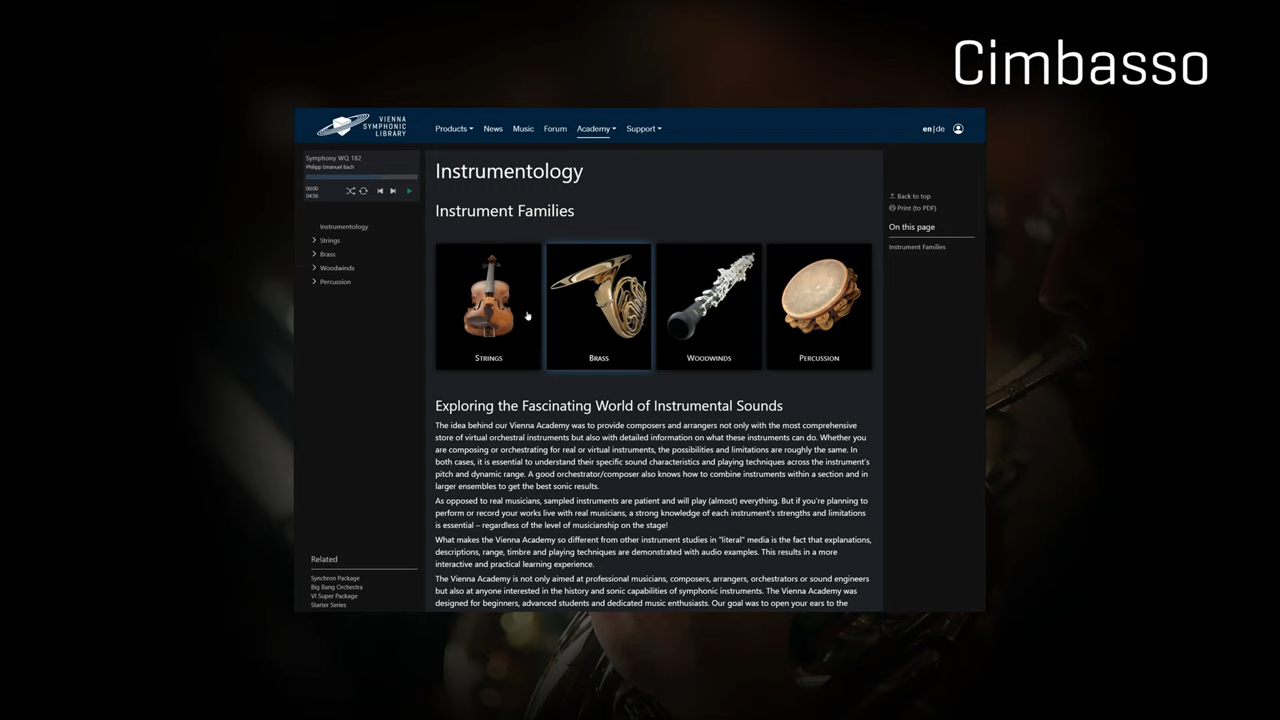 Cimbasso
VIENNA
SYMPHONIC
LIBRARY
Products News Music Forum Academy Support
en|de
Symphony WQ 182
Philipp Emanuel Bach
00:00
04:56
Instrumentology
Strings
Brass
Woodwinds
Percussion
Related
Synchron Package
Big Bang Orchestra
VI Super Package
Starter Series
Instrumentology
Instrument Families
STRINGS
BRASS
WOODWINDS
PERCUSSION
Exploring the Fascinating World of Instrumental Sounds
The idea behind our Vienna Academy was to provide composers and arrangers not only with the most comprehensive
store of virtual orchestral instruments but also with detailed information on what these instruments can do. Whether you
are composing or orchestrating for real or virtual instruments, the possibilities and limitations are roughly the same. In
both cases, it is essential to understand their specific sound characteristics and playing techniques across the instrument's
pitch and dynamic range. A good orchestrator/composer also knows how to combine instruments within a section and in
larger ensembles to get the best sonic results.
As opposed to real musicians, sampled instruments are patient and will play (almost) everything. But if you're planning to
perform or record your works live with real musicians, a strong knowledge of each instrument's strengths and limitations
is essential – regardless of the level of musicianship on the stage!
What makes the Vienna Academy so different from other instrument studies in "literal" media is the fact that explanations,
descriptions, range, timbre and playing techniques are demonstrated with audio examples. This results in a more
interactive and practical learning experience.
The Vienna Academy is not only aimed at professional musicians, composers, arrangers, orchestrators or sound engineers
but also at anyone interested in the history and sonic capabilities of symphonic instruments. The Vienna Academy was
designed for beginners, advanced students and dedicated music enthusiasts. Our goal was to open your ears to the
Back to top
Print (to PDF)
On this page
Instrument Families